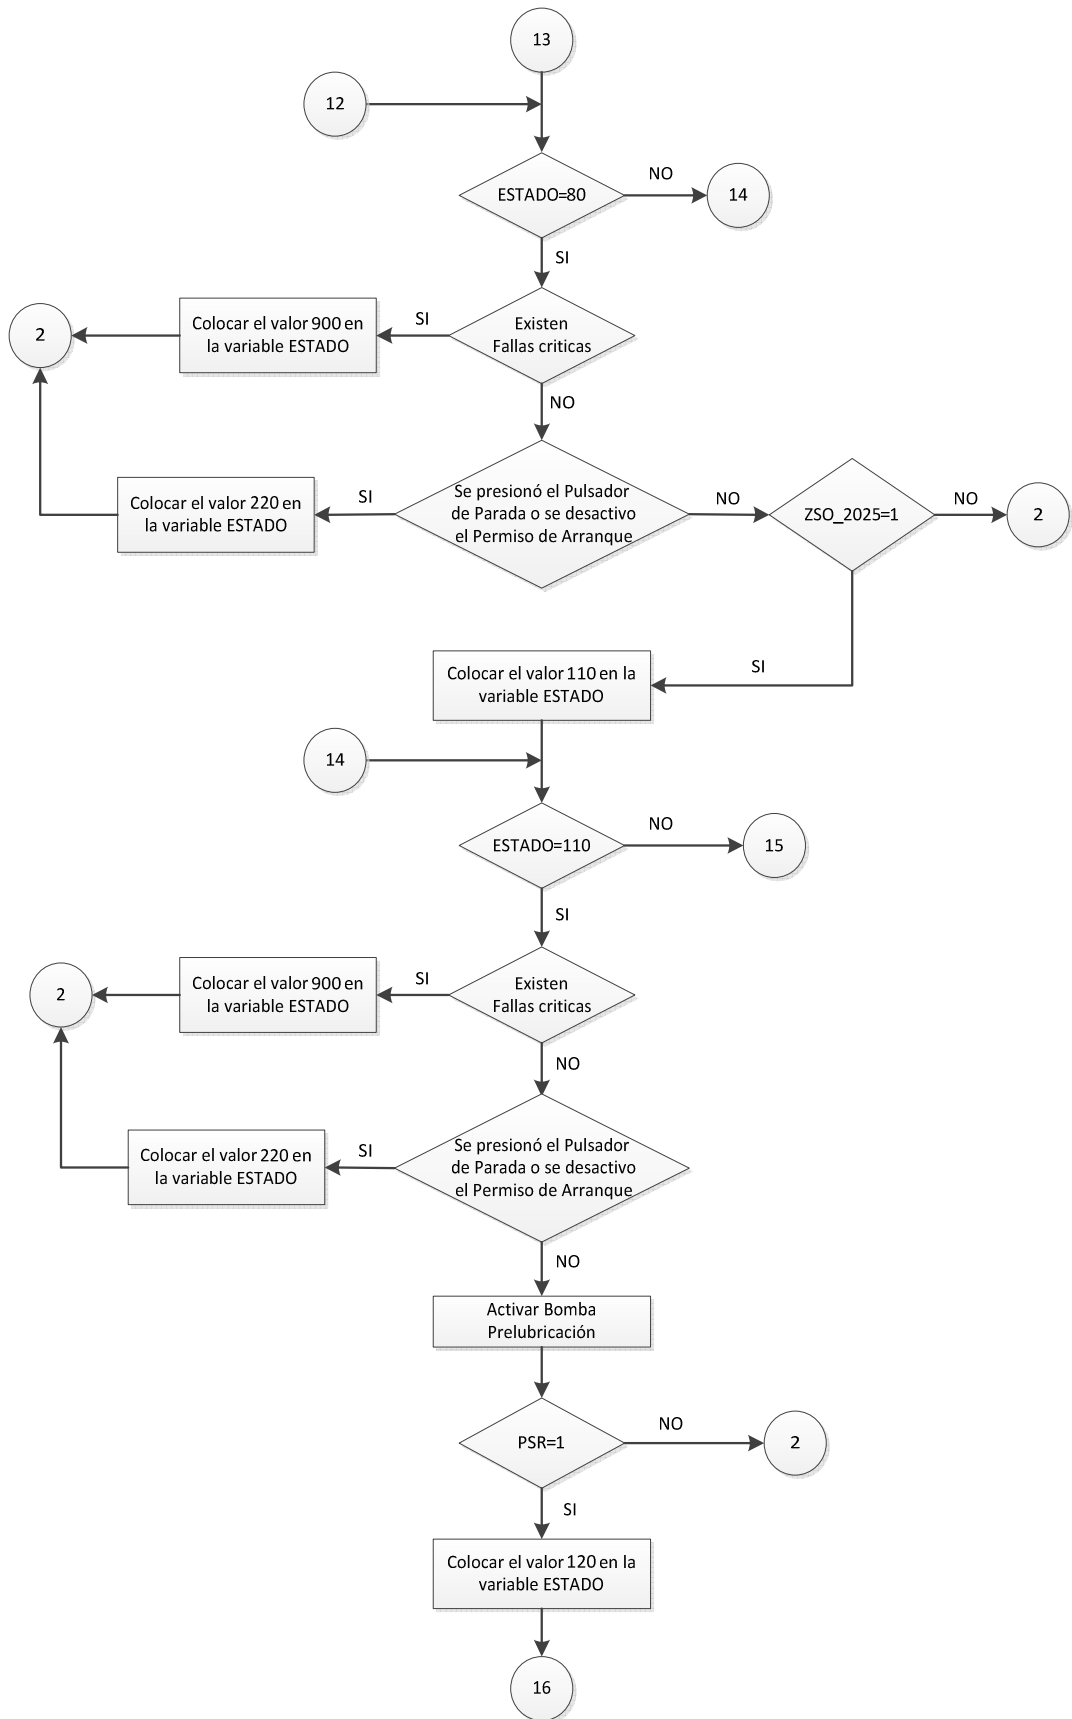 13
12
ESTADO=80
NO
14
SI
Existen
Fallas criticas
SI
Colocar el valor 900 en
la variable ESTADO
2
NO
Se presionó el Pulsador
de Parada o se desactivo
el Permiso de Arranque
SI
Colocar el valor 220 en
la variable ESTADO
NO
ZSO_2025=1
NO
2
SI
Colocar el valor 110 en la
variable ESTADO
14
ESTADO=110
NO
15
SI
Existen
Fallas criticas
SI
Colocar el valor 900 en
la variable ESTADO
2
NO
Se presionó el Pulsador
de Parada o se desactivo
el Permiso de Arranque
SI
Colocar el valor 220 en
la variable ESTADO
NO
Activar Bomba
Prelubricación
PSR=1
NO
2
SI
Colocar el valor 120 en la
variable ESTADO
16